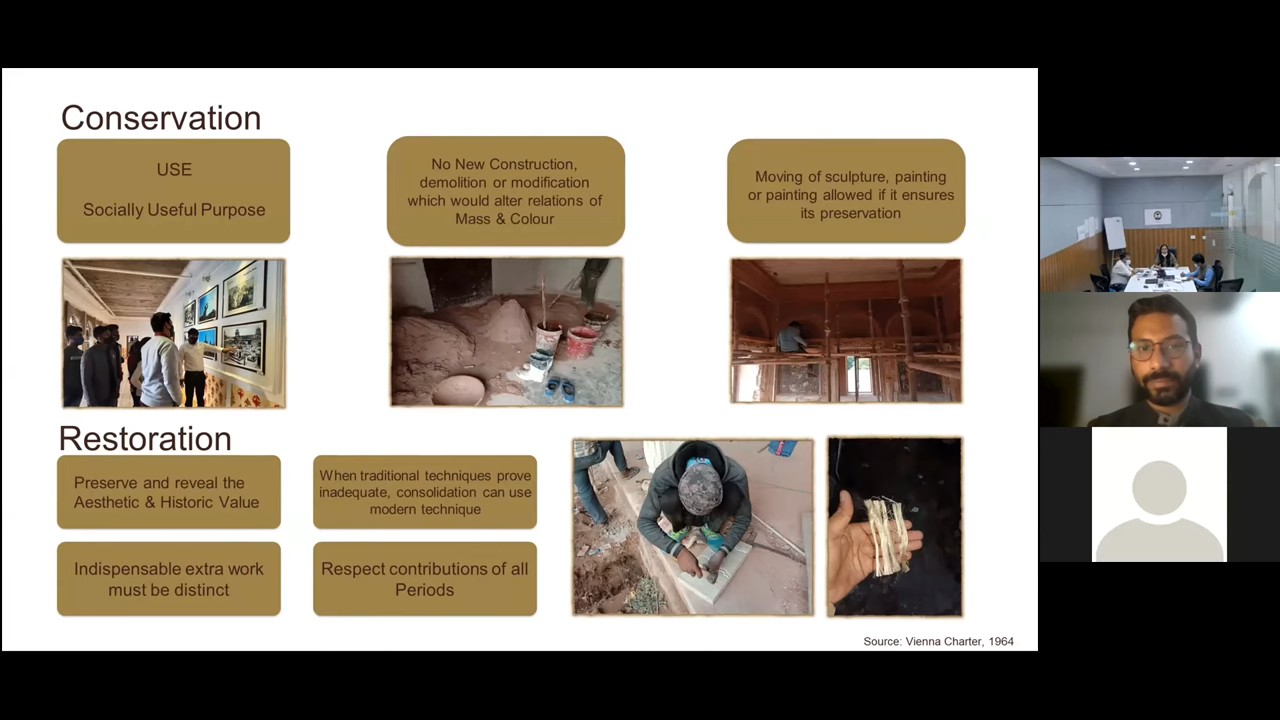 Conservation
USE
Socially Useful Purpose
No New Construction,
demolition or modification
which would alter relations of
Mass & Colour
Moving of sculpture, painting
or painting allowed if it ensures
its preservation
Restoration
Preserve and reveal the
Aesthetic & Historic Value
When traditional techniques prove
inadequate, consolidation can use
modern technique
Indispensable extra work
must be distinct
Respect contributions of all
Periods
Source: Vienna Charter, 1964